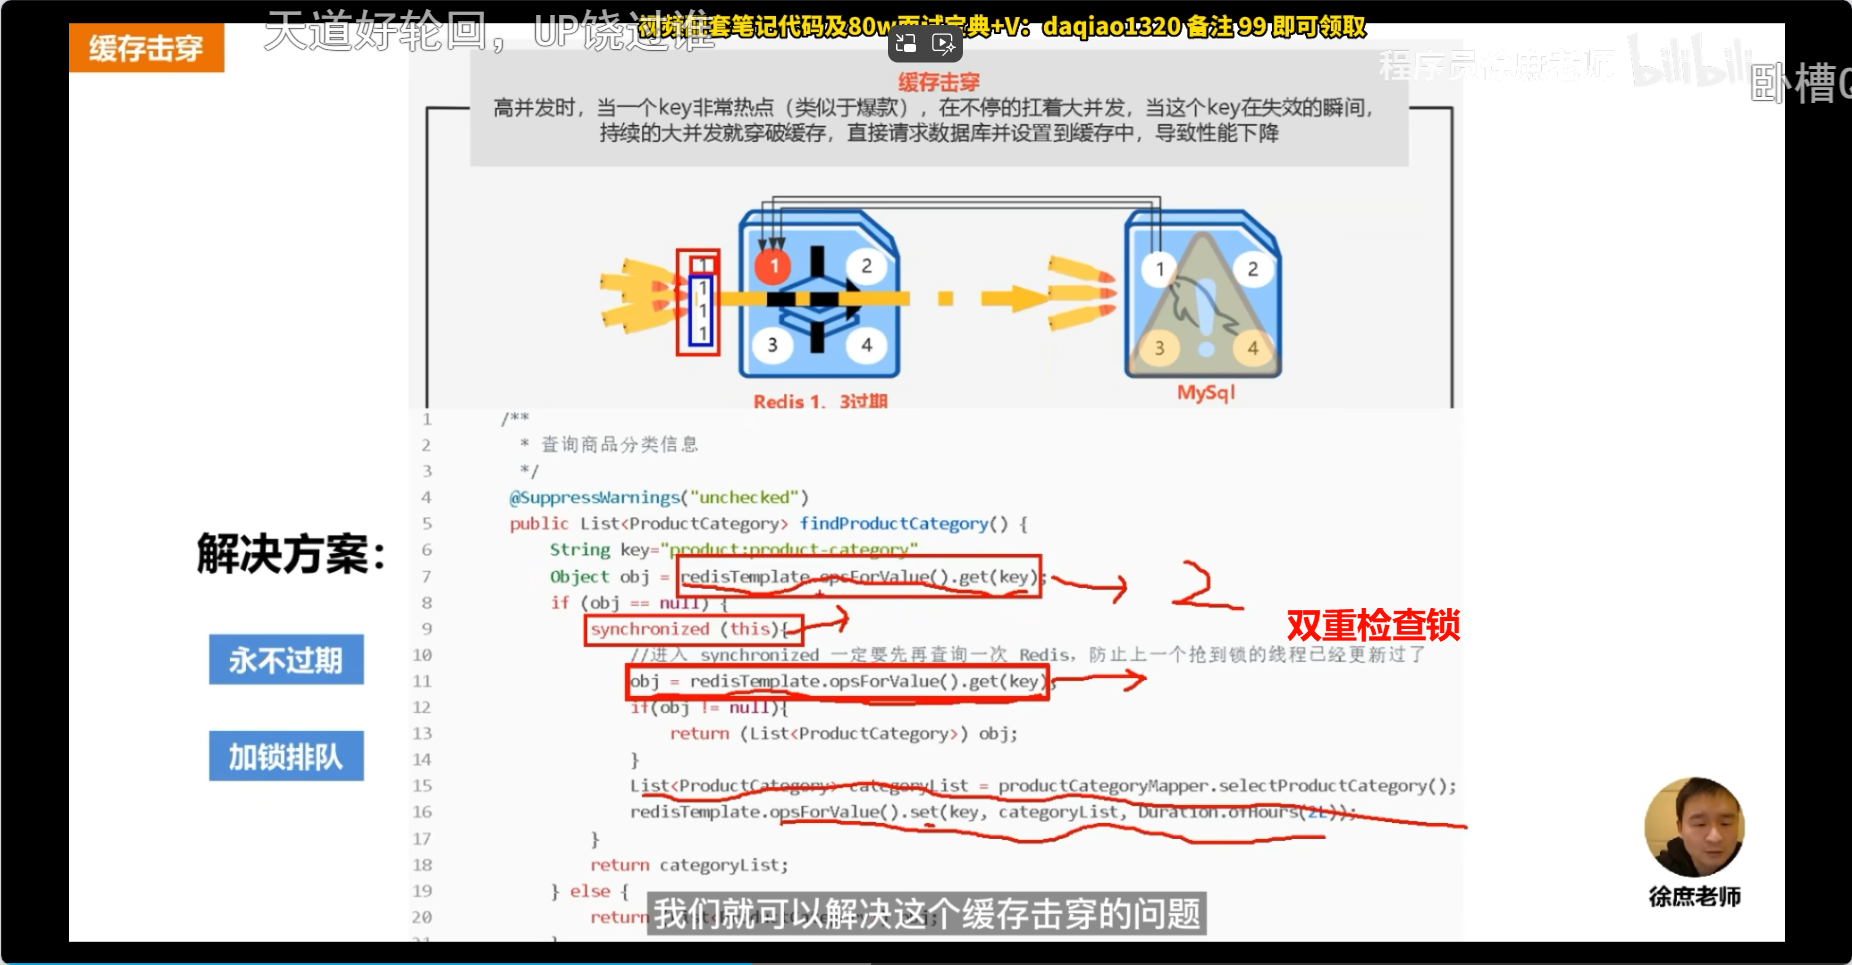 天道好轮回，UP饶过谁
视频配套笔记代码及80w面试宝典+V：daqiao1320 备注 99 即可领取
缓存击穿
程序员徐庶老师
bilibili
卧槽
缓存击穿
高并发时，当一个key非常热点（类似于爆款），在不停的扛着大并发，当这个key在失效的瞬间，
持续的大并发就穿破缓存，直接请求数据库并设置到缓存中，导致性能下降
1
1
1
1
1 2
3 4
1 2
3 4
Redis 1、3过期
MySql
解决方案：
永不过期
加锁排队
1 /**
2 * 查询商品分类信息
3 */
4 @SuppressWarnings("unchecked")
5 public List<ProductCategory> findProductCategory() {
6 String key="product:product-category"
7 Object obj = redisTemplate.opsForValue().get(key);
8 if (obj == null) {
9 synchronized (this){
10 //进入 synchronized 一定要先再查询一次 Redis，防止上一个抢到锁的线程已经更新过了
11 obj = redisTemplate.opsForValue().get(key);
12 if(obj != null){
13 return (List<ProductCategory>) obj;
14 }
15 List<ProductCategory> categoryList = productCategoryMapper.selectProductCategory();
16 redisTemplate.opsForValue().set(key, categoryList, Duration.ofHours(2L));
17 }
18 return categoryList;
19 } else {
20 return
2
双重检查锁
我们就可以解决这个缓存击穿的问题
徐庶老师